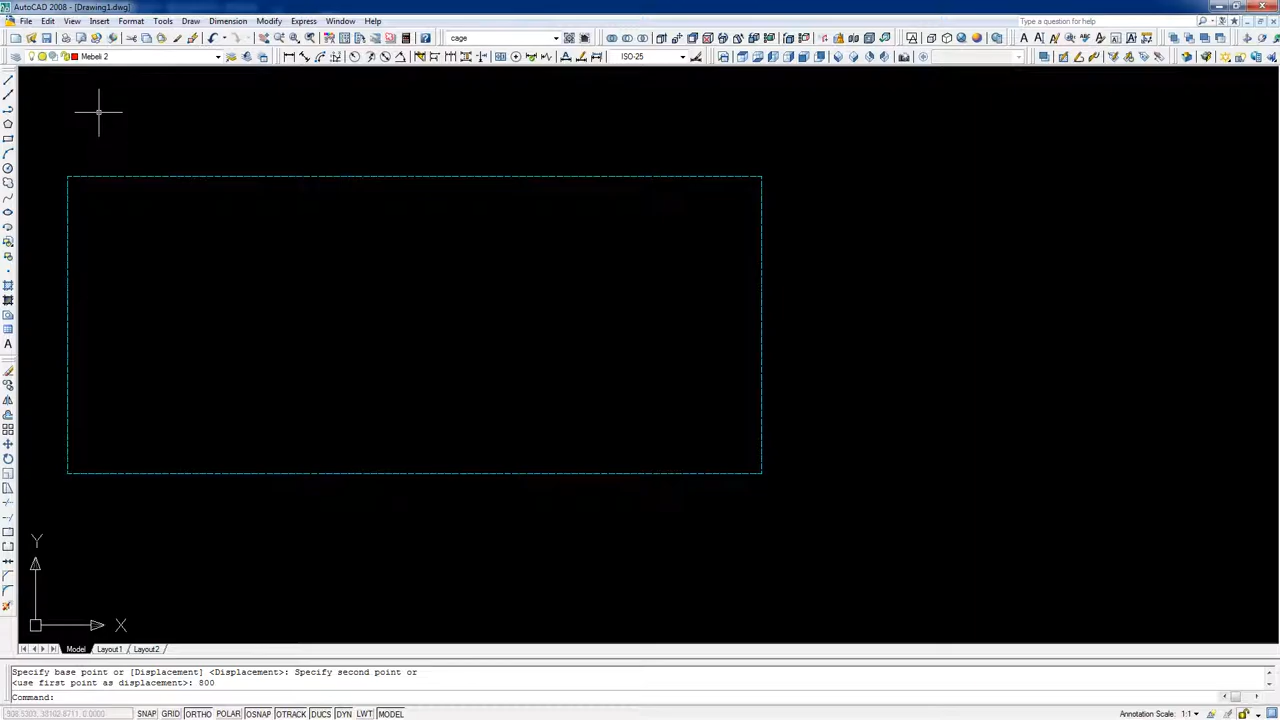 AutoCAD 2008 - [Drawing1.dwg]
File Edit View Insert Format Tools Draw Dimension Modify Express Window Help
Type a question for help
cage
Mebeli 2
ISO-25
Y
X
Model Layout1 Layout2
Specify base point or [Displacement] <Displacement>: Specify second point or
<use first point as displacement>: 800
Command:
SNAP GRID ORTHO POLAR OSNAP OTRACK DUCS DYN LWT MODEL
Annotation Scale: 1:1